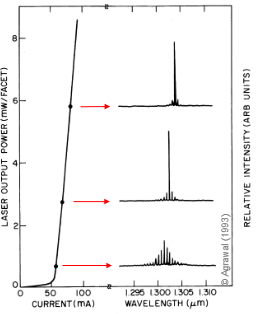 LASER OUTPUT POWER (mW/FACET)
8
6
4
2
0
0 50 100
CURRENT (mA)
1.295 1.300 1.305 1.310
WAVELENGTH (μm)
RELATIVE INTENSITY (ARB UNITS)
© Agrawal (1993)